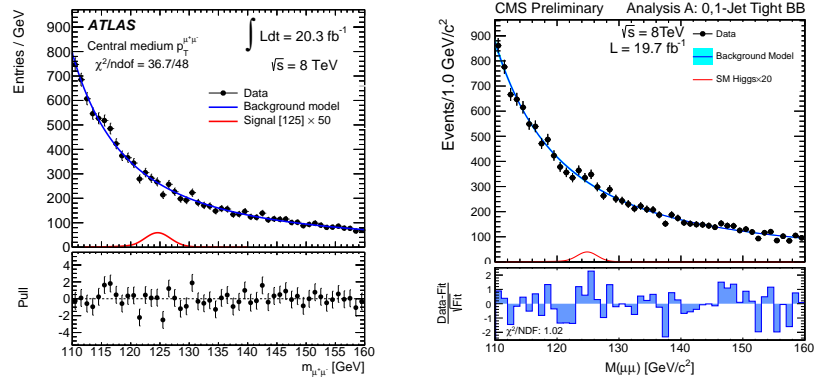 ATLAS
Central medium p_T^{μ⁺μ⁻}
χ²/ndof = 36.7/48
∫ Ldt = 20.3 fb⁻¹
√s = 8 TeV
Data
Background model
Signal [125] × 50
Entries / GeV
800
700
600
500
400
300
200
100
0
Pull
4
2
0
-2
-4
110 115 120 125 130 135 140 145 150 155 160
m_{μ⁺μ⁻} [GeV]
CMS Preliminary Analysis A: 0,1-Jet Tight BB
√s = 8TeV
L = 19.7 fb⁻¹
Data
Background Model
SM Higgs×20
Events/1.0 GeV/c²
900
800
700
600
500
400
300
200
100
0
Data-Fit
√Fit
2
1
0
-1
-2
χ²/NDF: 1.02
110 120 130 140 150 160
M(μμ) [GeV/c²]